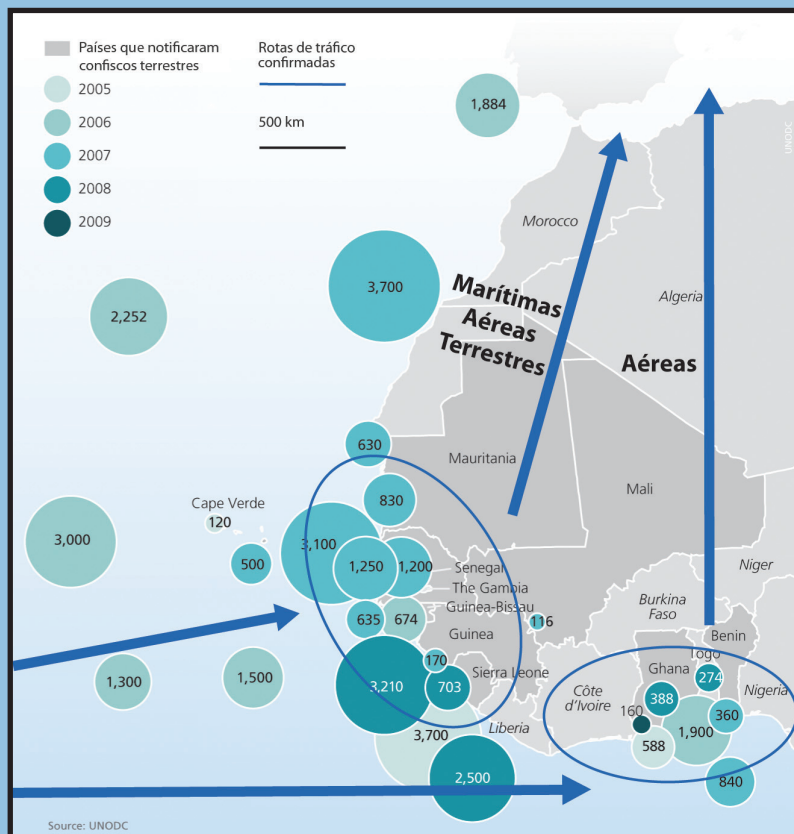 Países que notificaram
confiscos terrestres
2005
2006
2007
2008
2009
Rotas de tráfico
confirmadas
500 km
1,884
UNODC
Morocco
3,700
2,252
Marítimas
Aéreas
Terrestres
Algeria
Aéreas
630
Mauritania
830
Mali
Cape Verde
120
3,000
500
3,100
1,250
1,200
Senegal
The Gambia
Guinea-Bissau
Niger
Burkina
Faso
635
674
116
Guinea
Benin
Togo
170
Sierra Leone
Ghana
274
1,300
1,500
3,210
703
Côte
d'Ivoire
388
Nigeria
160
360
Liberia
3,700
1,900
588
2,500
840
Source: UNODC